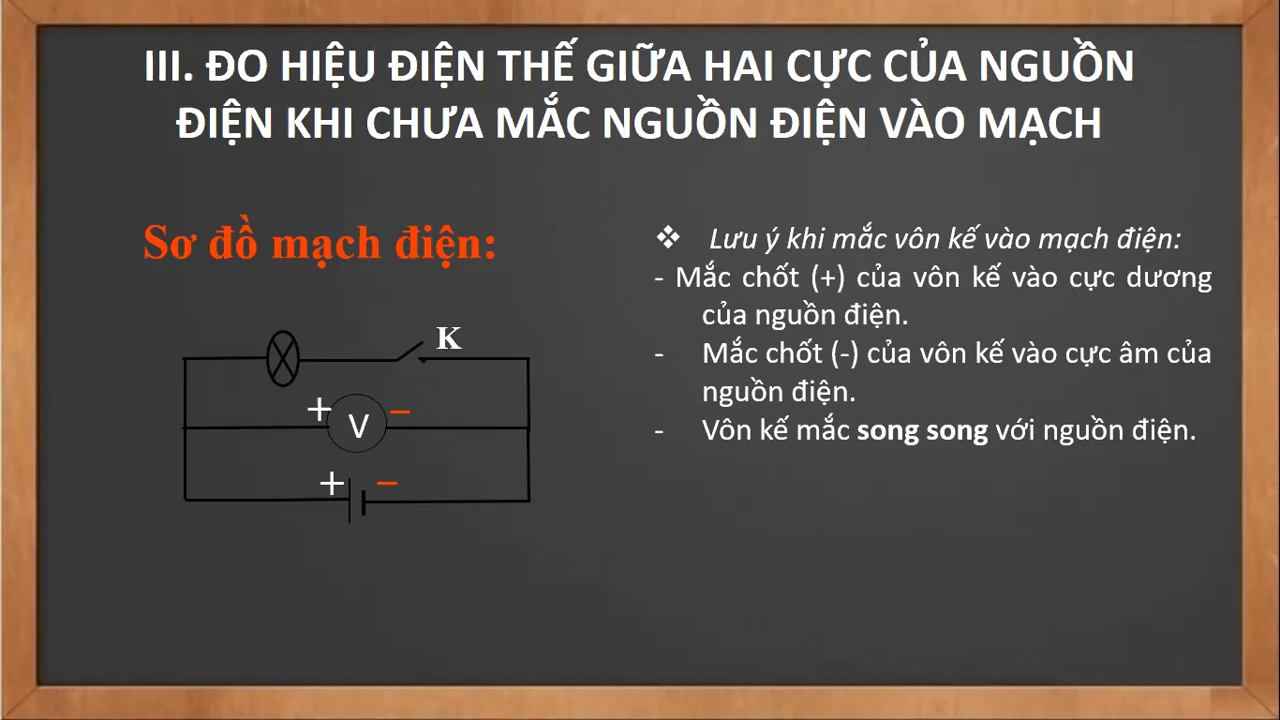 III. ĐO HIỆU ĐIỆN THẾ GIỮA HAI CỰC CỦA NGUỒN
ĐIỆN KHI CHƯA MẮC NGUỒN ĐIỆN VÀO MẠCH
Sơ đồ mạch điện:
K
+ V −
+ −
❖ Lưu ý khi mắc vôn kế vào mạch điện:
- Mắc chốt (+) của vôn kế vào cực dương
của nguồn điện.
- Mắc chốt (-) của vôn kế vào cực âm của
nguồn điện.
- Vôn kế mắc song song với nguồn điện.